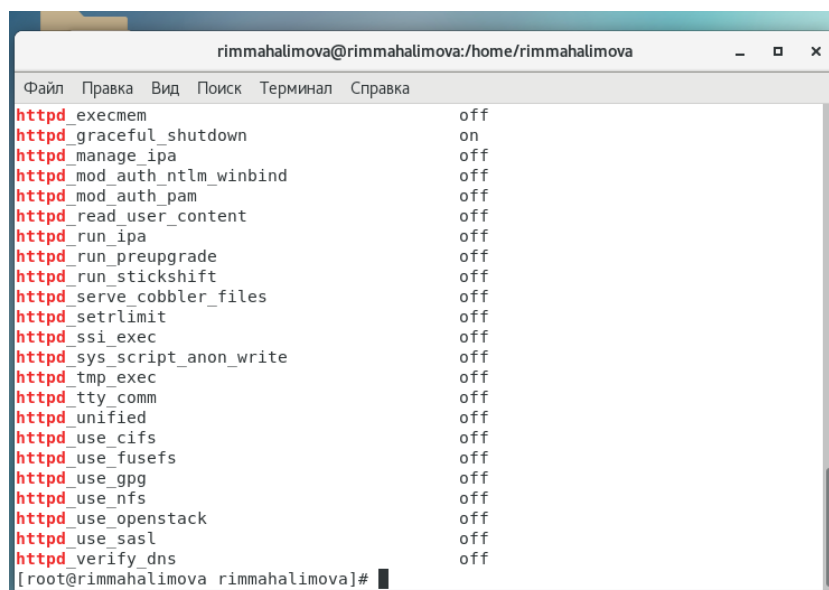 rimmahalimova@rimmahalimova:/home/rimmahalimova
Файл Правка Вид Поиск Терминал Справка
httpd_execmem off
httpd_graceful_shutdown on
httpd_manage_ipa off
httpd_mod_auth_ntlm_winbind off
httpd_mod_auth_pam off
httpd_read_user_content off
httpd_run_ipa off
httpd_run_preupgrade off
httpd_run_stickshift off
httpd_serve_cobbler_files off
httpd_setrlimit off
httpd_ssi_exec off
httpd_sys_script_anon_write off
httpd_tmp_exec off
httpd_tty_comm off
httpd_unified off
httpd_use_cifs off
httpd_use_fusefs off
httpd_use_gpg off
httpd_use_nfs off
httpd_use_openstack off
httpd_use_sasl off
httpd_verify_dns off
[root@rimmahalimova rimmahalimova]#